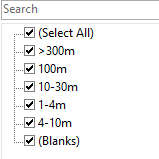 Search
(Select All)
>300m
100m
10-30m
1-4m
4-10m
(Blanks)